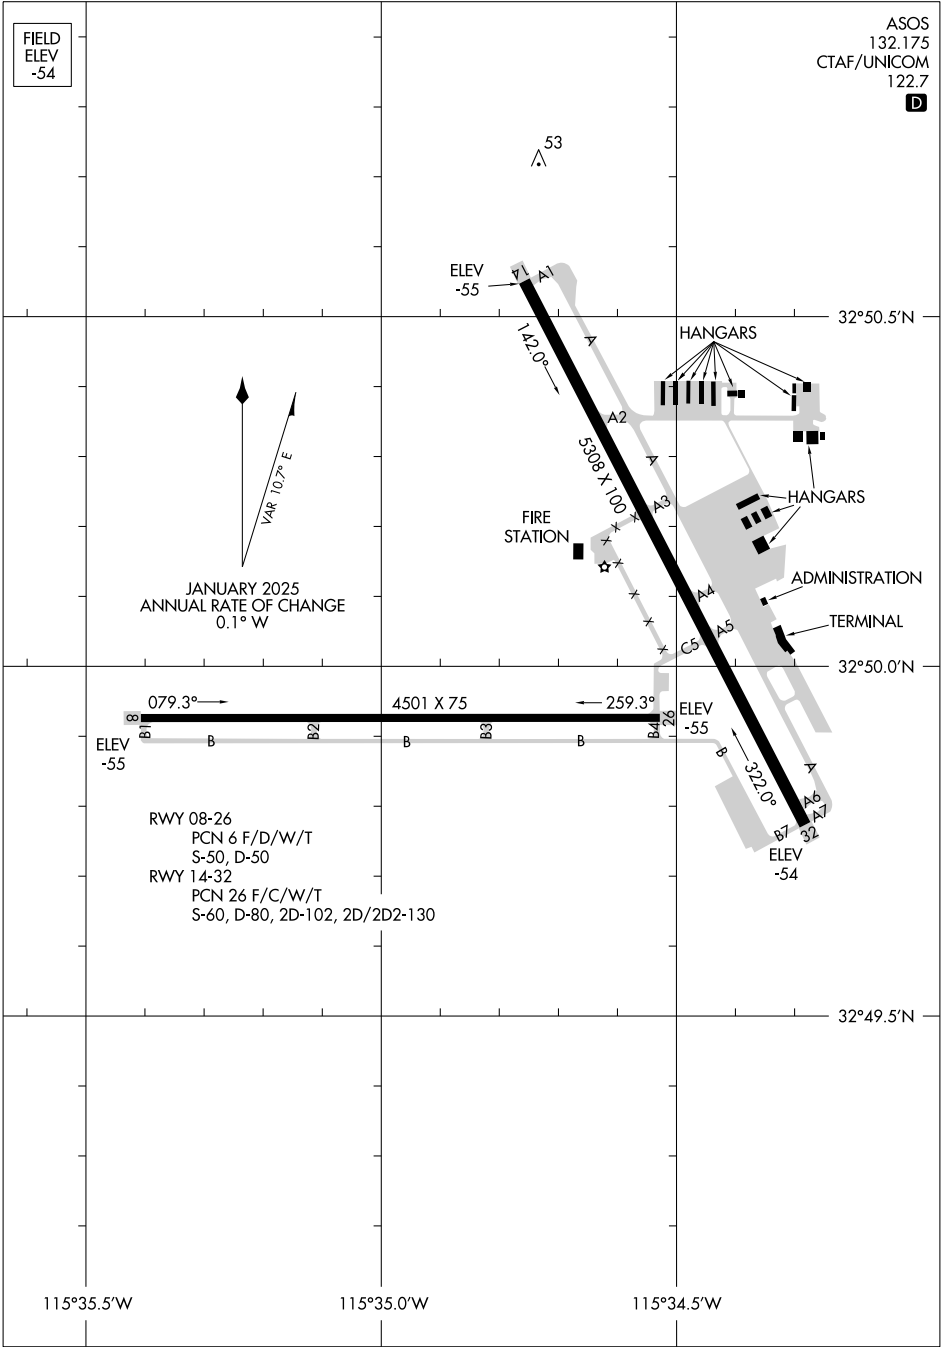 FIELD
ELEV
-54
ASOS
132.175
CTAF/UNICOM
122.7
D
53
ELEV
-55
14
A1
32°50.5'N
142.0°
A
HANGARS
A2
VAR 10.7° E
5308 X 100
A
A3
HANGARS
FIRE
STATION
JANUARY 2025
ANNUAL RATE OF CHANGE
0.1° W
A4
ADMINISTRATION
A5
TERMINAL
C5
32°50.0'N
079.3°
4501 X 75
259.3°
8
B1
B2
B3
B4
26
ELEV
-55
ELEV
-55
B
B
B
B
322.0°
A
A6
A7
B7
32
ELEV
-54
RWY 08-26
PCN 6 F/D/W/T
S-50, D-50
RWY 14-32
PCN 26 F/C/W/T
S-60, D-80, 2D-102, 2D/2D2-130
32°49.5'N
115°35.5'W
115°35.0'W
115°34.5'W